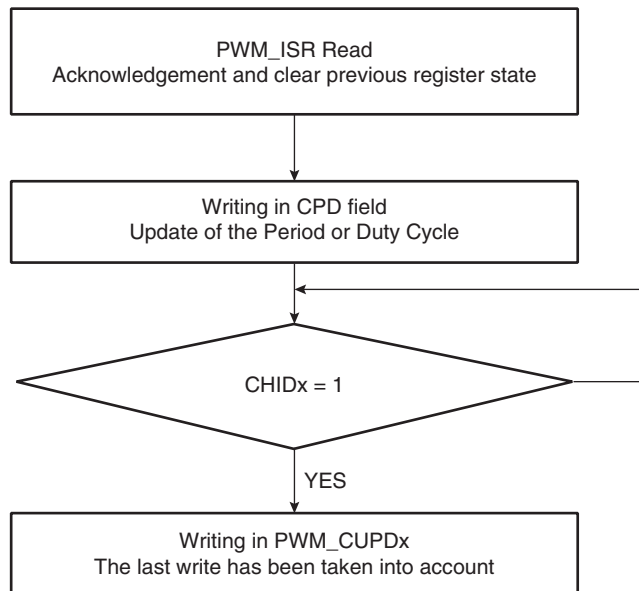 PWM_ISR Read
Acknowledgement and clear previous register state
Writing in CPD field
Update of the Period or Duty Cycle
CHIDx = 1
YES
Writing in PWM_CUPDx
The last write has been taken into account